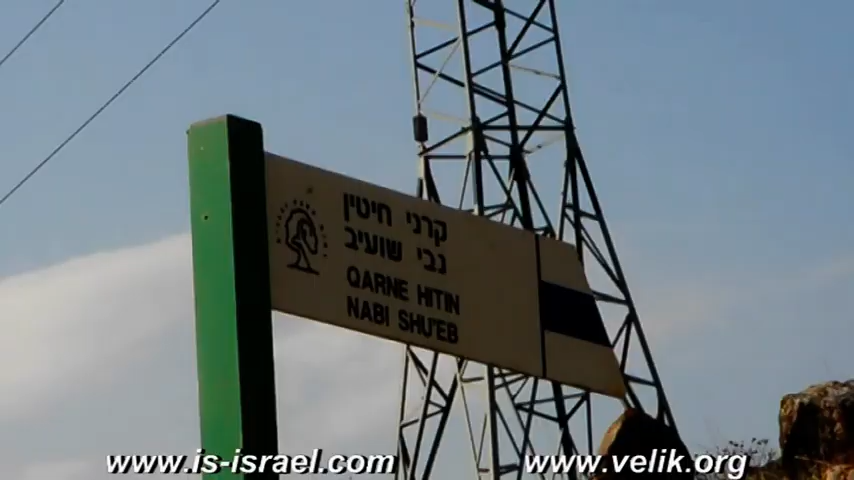 קרני חיטין
נבי שועיב
QARNE HITIN
NABI SHU'EB
www.is-israel.com
www.velik.org